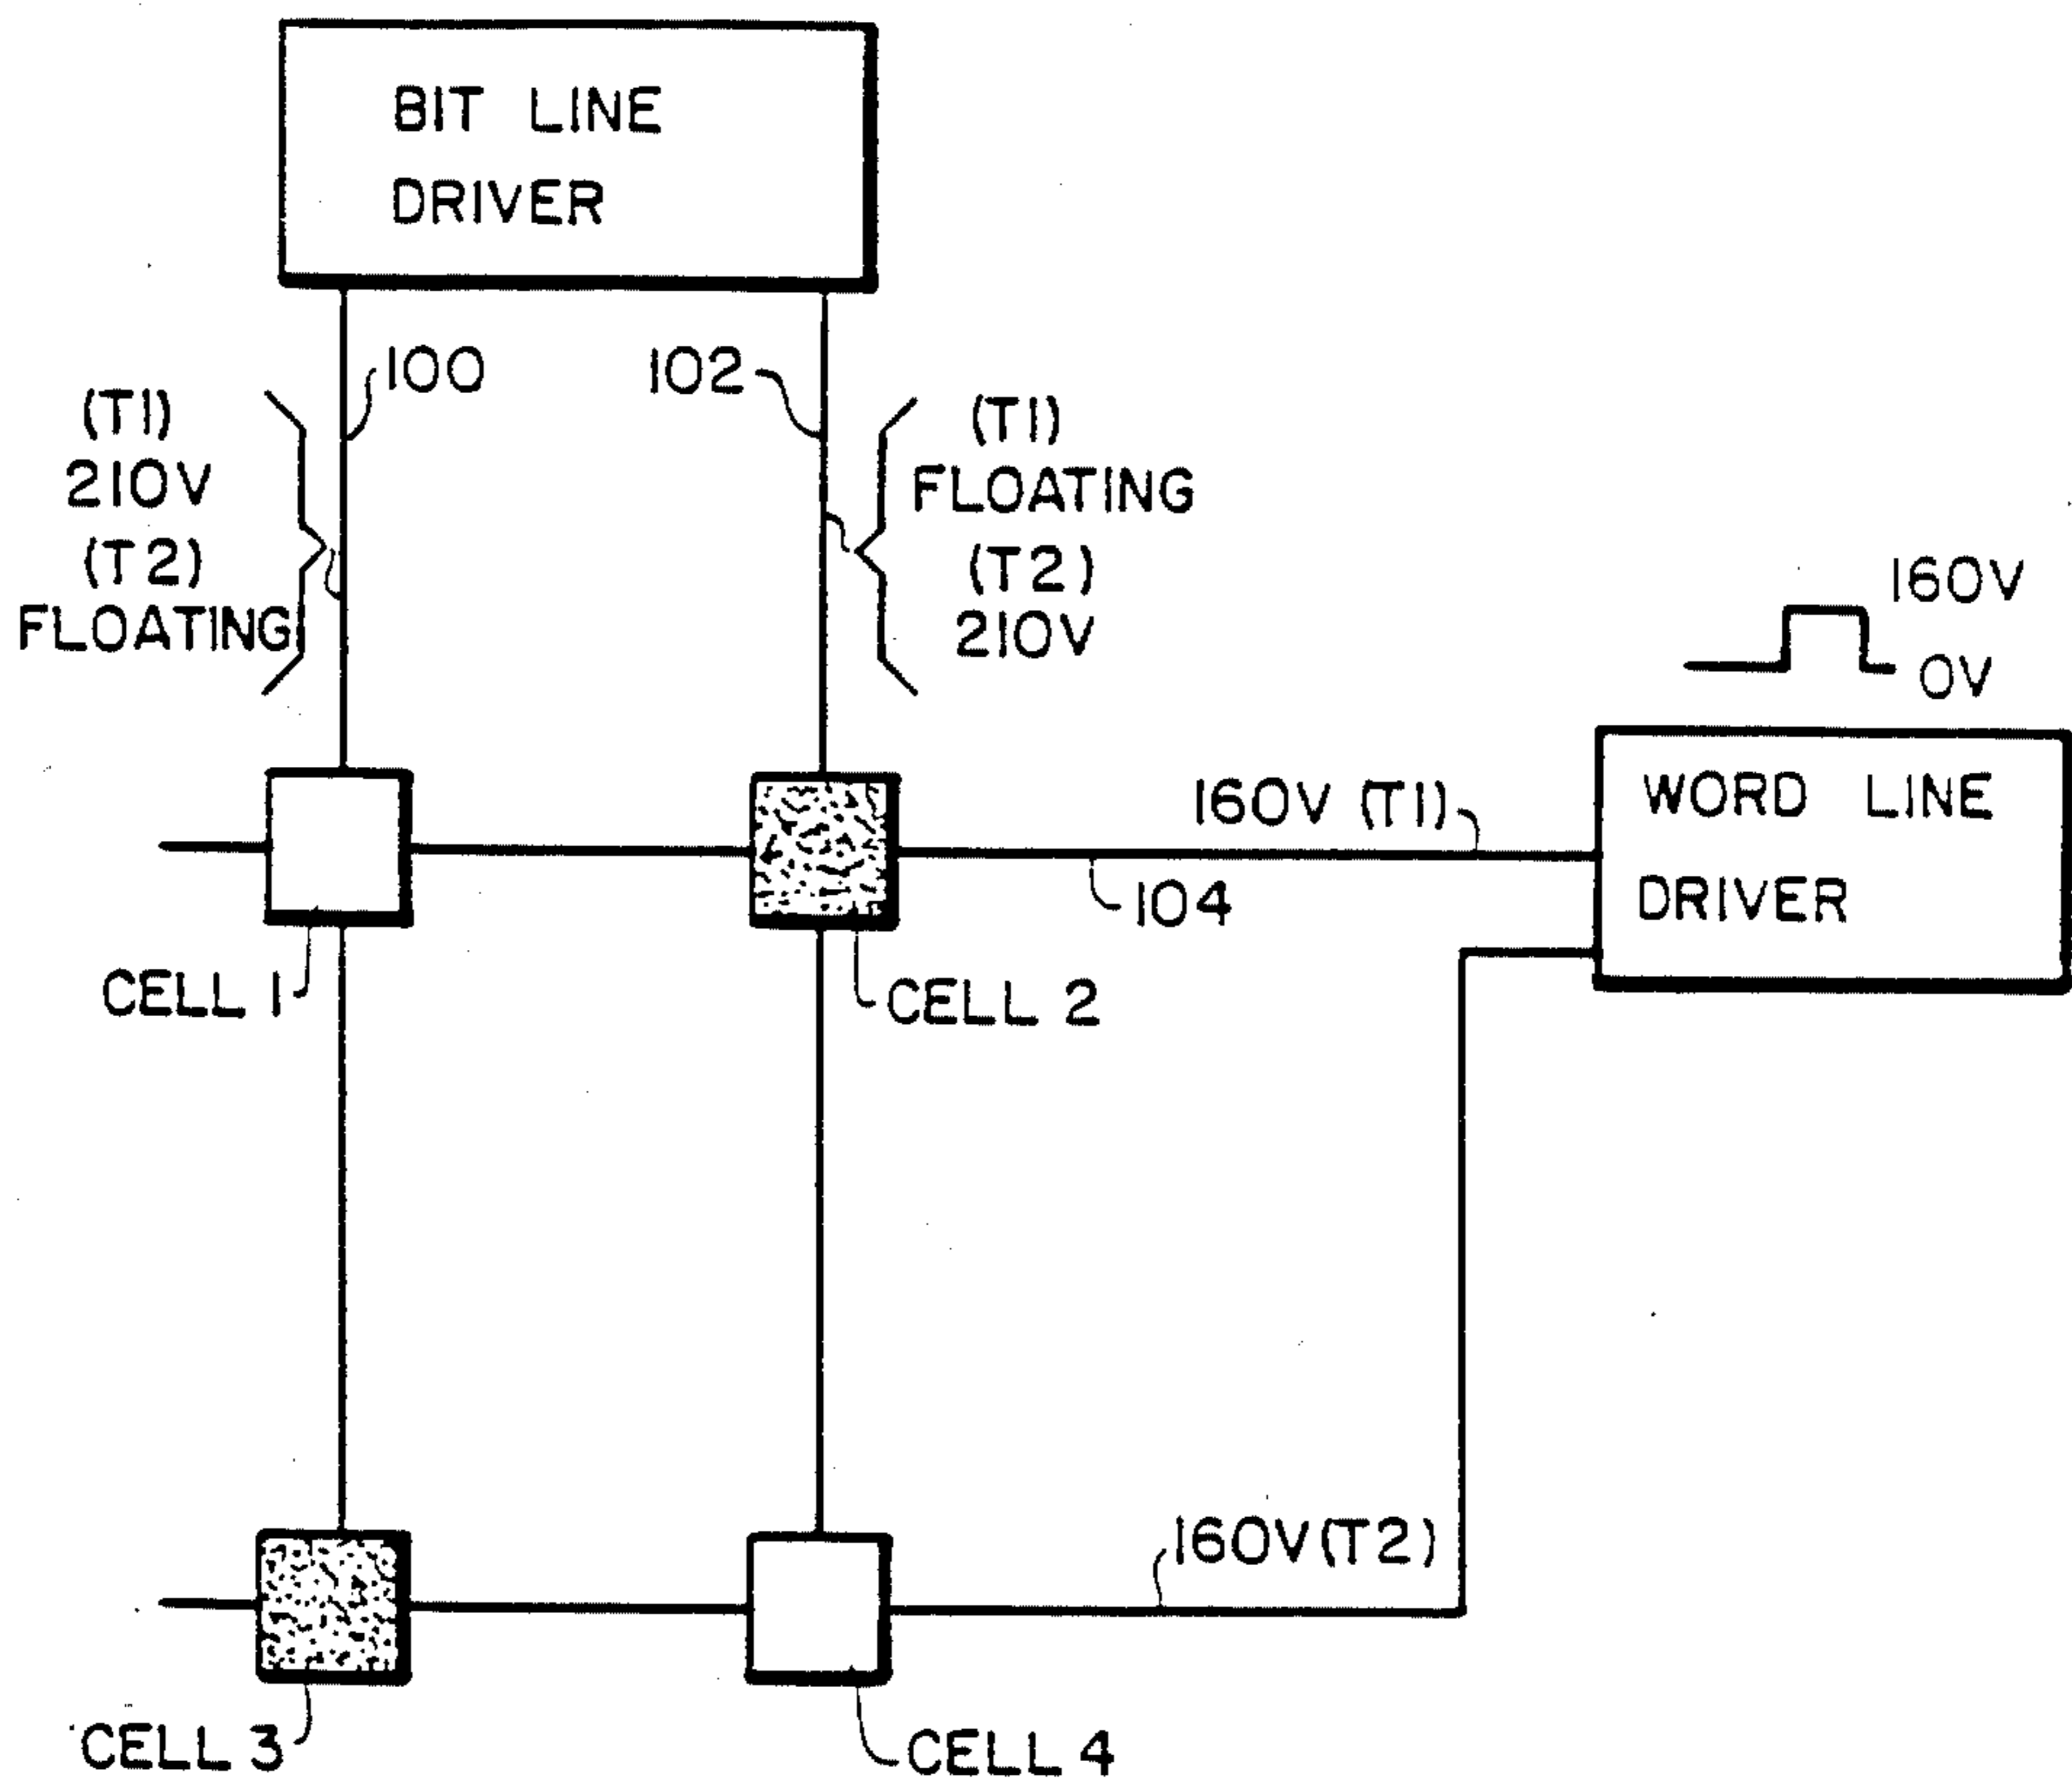 BIT LINE
DRIVER
100
102
(T1)
210V
(T2)
FLOATING
(T1)
FLOATING
(T2)
210V
160V
0V
WORD LINE
DRIVER
160V (T1)
104
CELL 1
CELL 2
160V(T2)
CELL 3
CELL 4